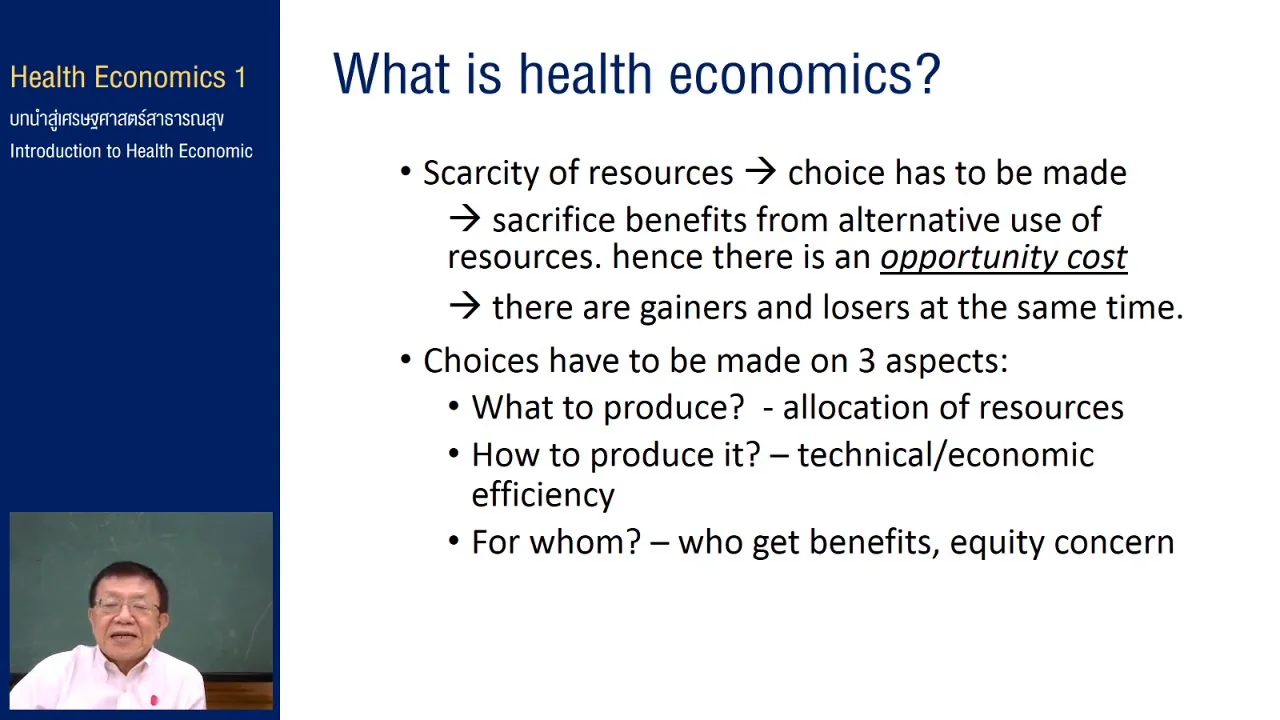 Health Economics 1
บทนำสู่เศรษฐศาสตร์สาธารณสุข
Introduction to Health Economic
What is health economics?
• Scarcity of resources → choice has to be made
→ sacrifice benefits from alternative use of
resources. hence there is an opportunity cost
→ there are gainers and losers at the same time.
• Choices have to be made on 3 aspects:
• What to produce?  - allocation of resources
• How to produce it? – technical/economic
efficiency
• For whom? – who get benefits, equity concern